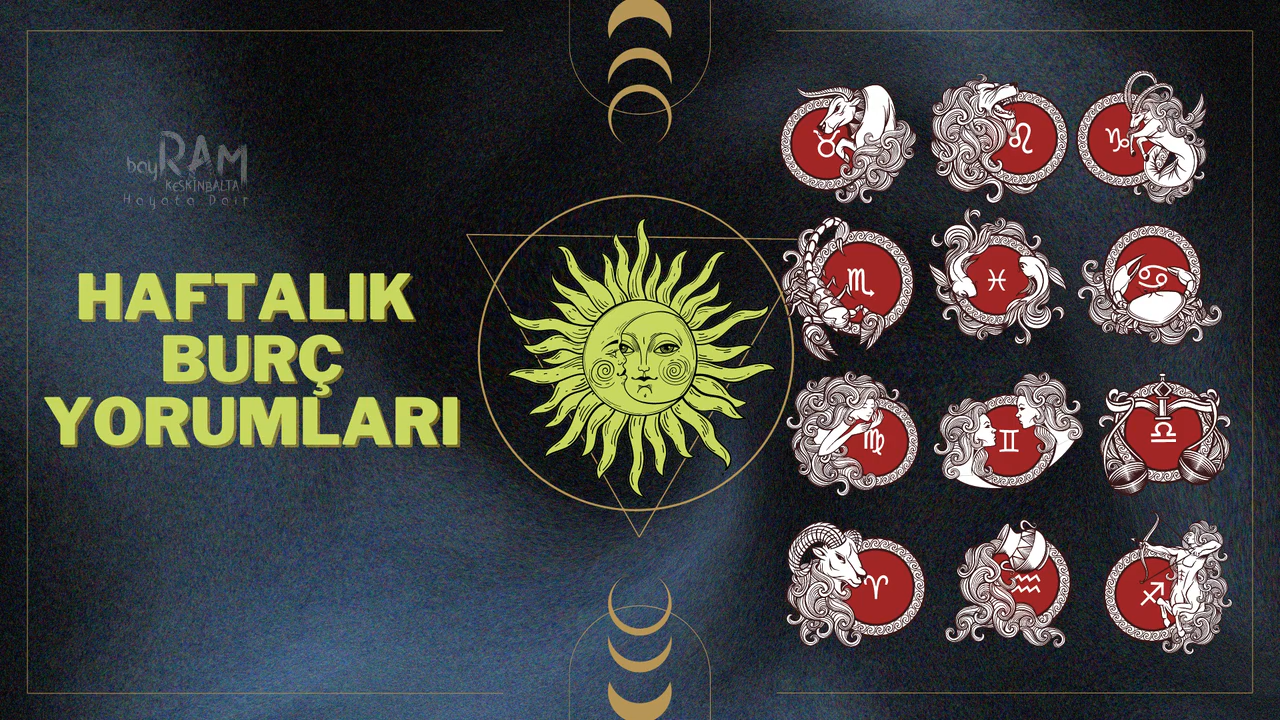 bayRAM
KESKİNBALTA
Hayata Dair
HAFTALIK
BURÇ
YORUMLARI
♉ ♌ ♑
♏ ♓ ♋
♍ ♊ ♎
♈ ♒ ♐